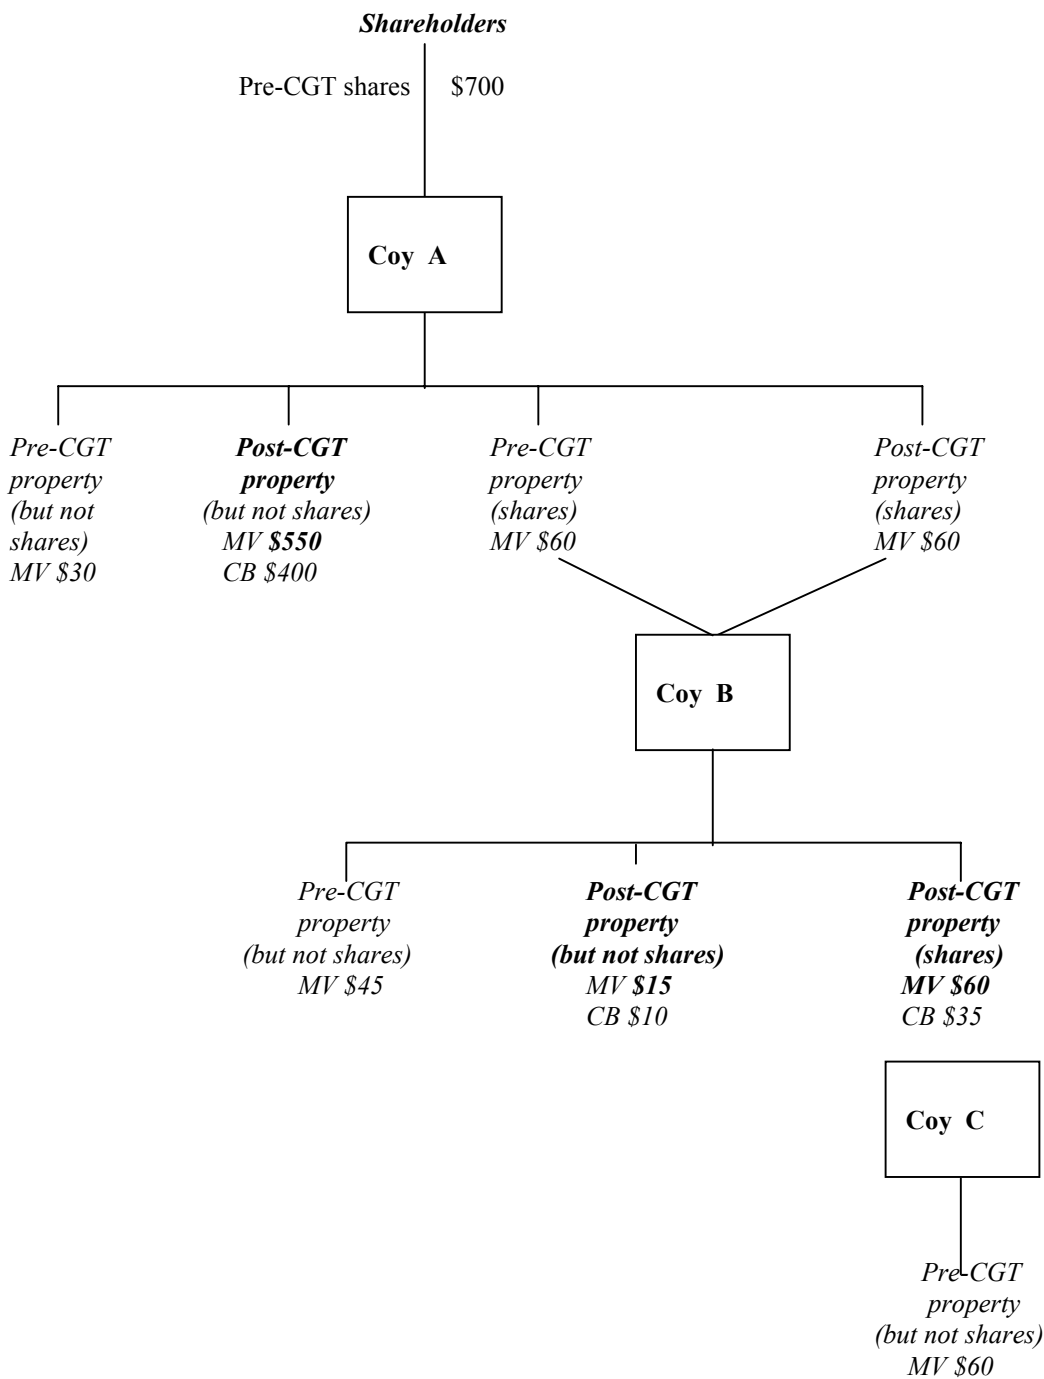 Shareholders
Pre-CGT shares $700
Coy A
Pre-CGT
property
(but not
shares)
MV $30
Post-CGT
property
(but not shares)
MV $550
CB $400
Pre-CGT
property
(shares)
MV $60
Post-CGT
property
(shares)
MV $60
Coy B
Pre-CGT
property
(but not shares)
MV $45
Post-CGT
property
(but not shares)
MV $15
CB $10
Post-CGT
property
(shares)
MV $60
CB $35
Coy C
Pre-CGT
property
(but not shares)
MV $60